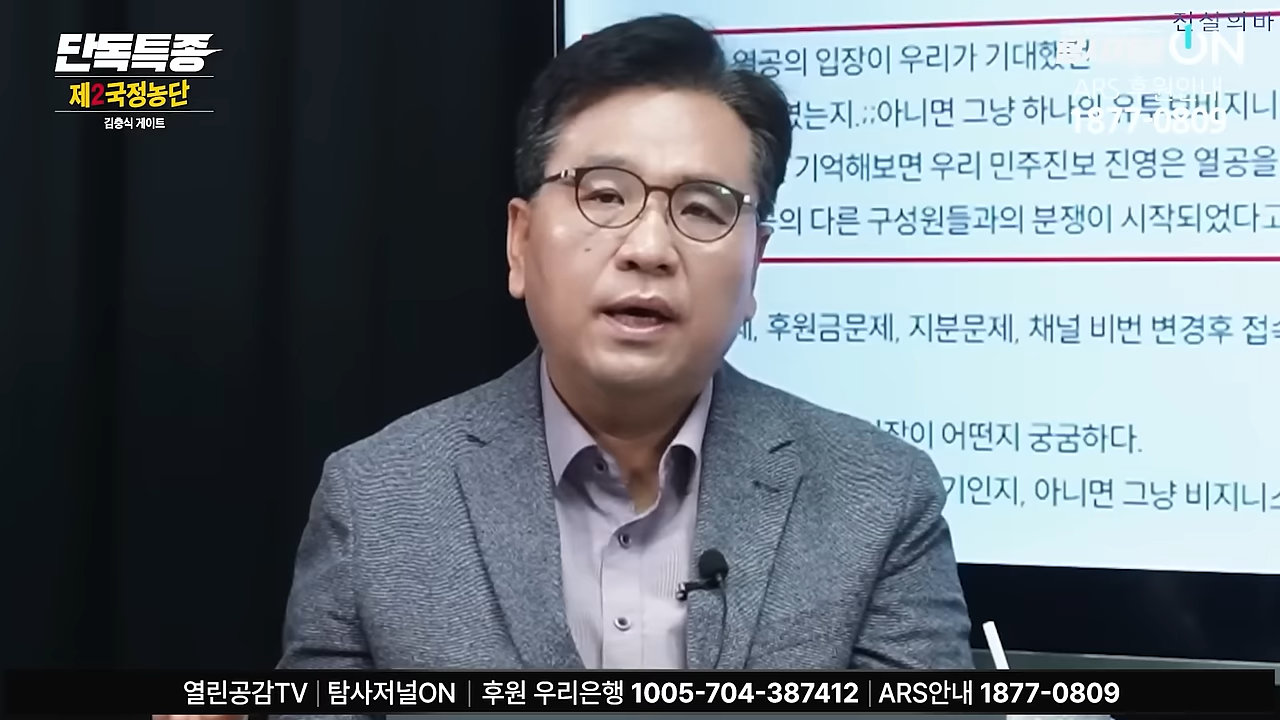 단독특종
제2국정농단
김충식 게이트
진실의바
ON
ARS 후원안내
1877-0809
열공의 입장이 우리가 기대했던
였는지.;;아니면 그냥 하나의 유튜브비지니
기억해보면 우리 민주진보 진영은 열공을
공의 다른 구성원들과의 분쟁이 시작되었다고
제, 후원금문제, 지분문제, 채널 비번 변경후 접속
입장이 어떤지 궁금하다.
기인지, 아니면 그냥 비지니스
열린공감TV | 탐사저널ON | 후원 우리은행 1005-704-387412 | ARS안내 1877-0809